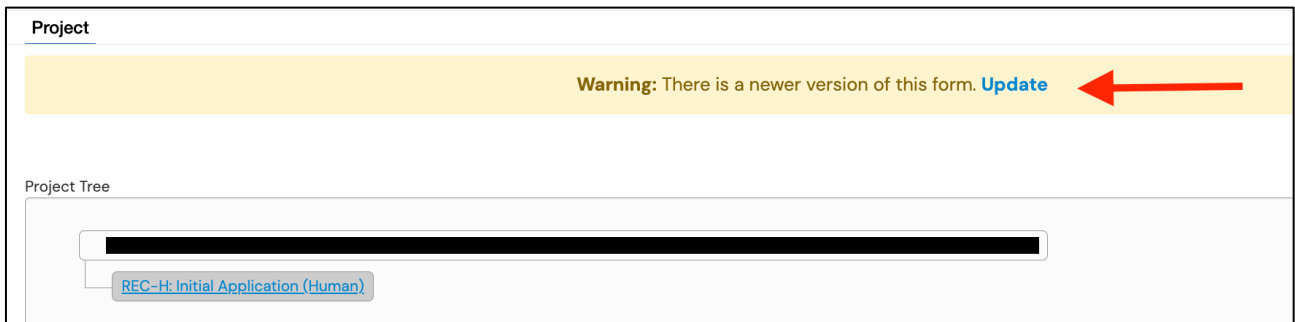 Project
Warning: There is a newer version of this form. Update
Project Tree
REC-H: Initial Application (Human)